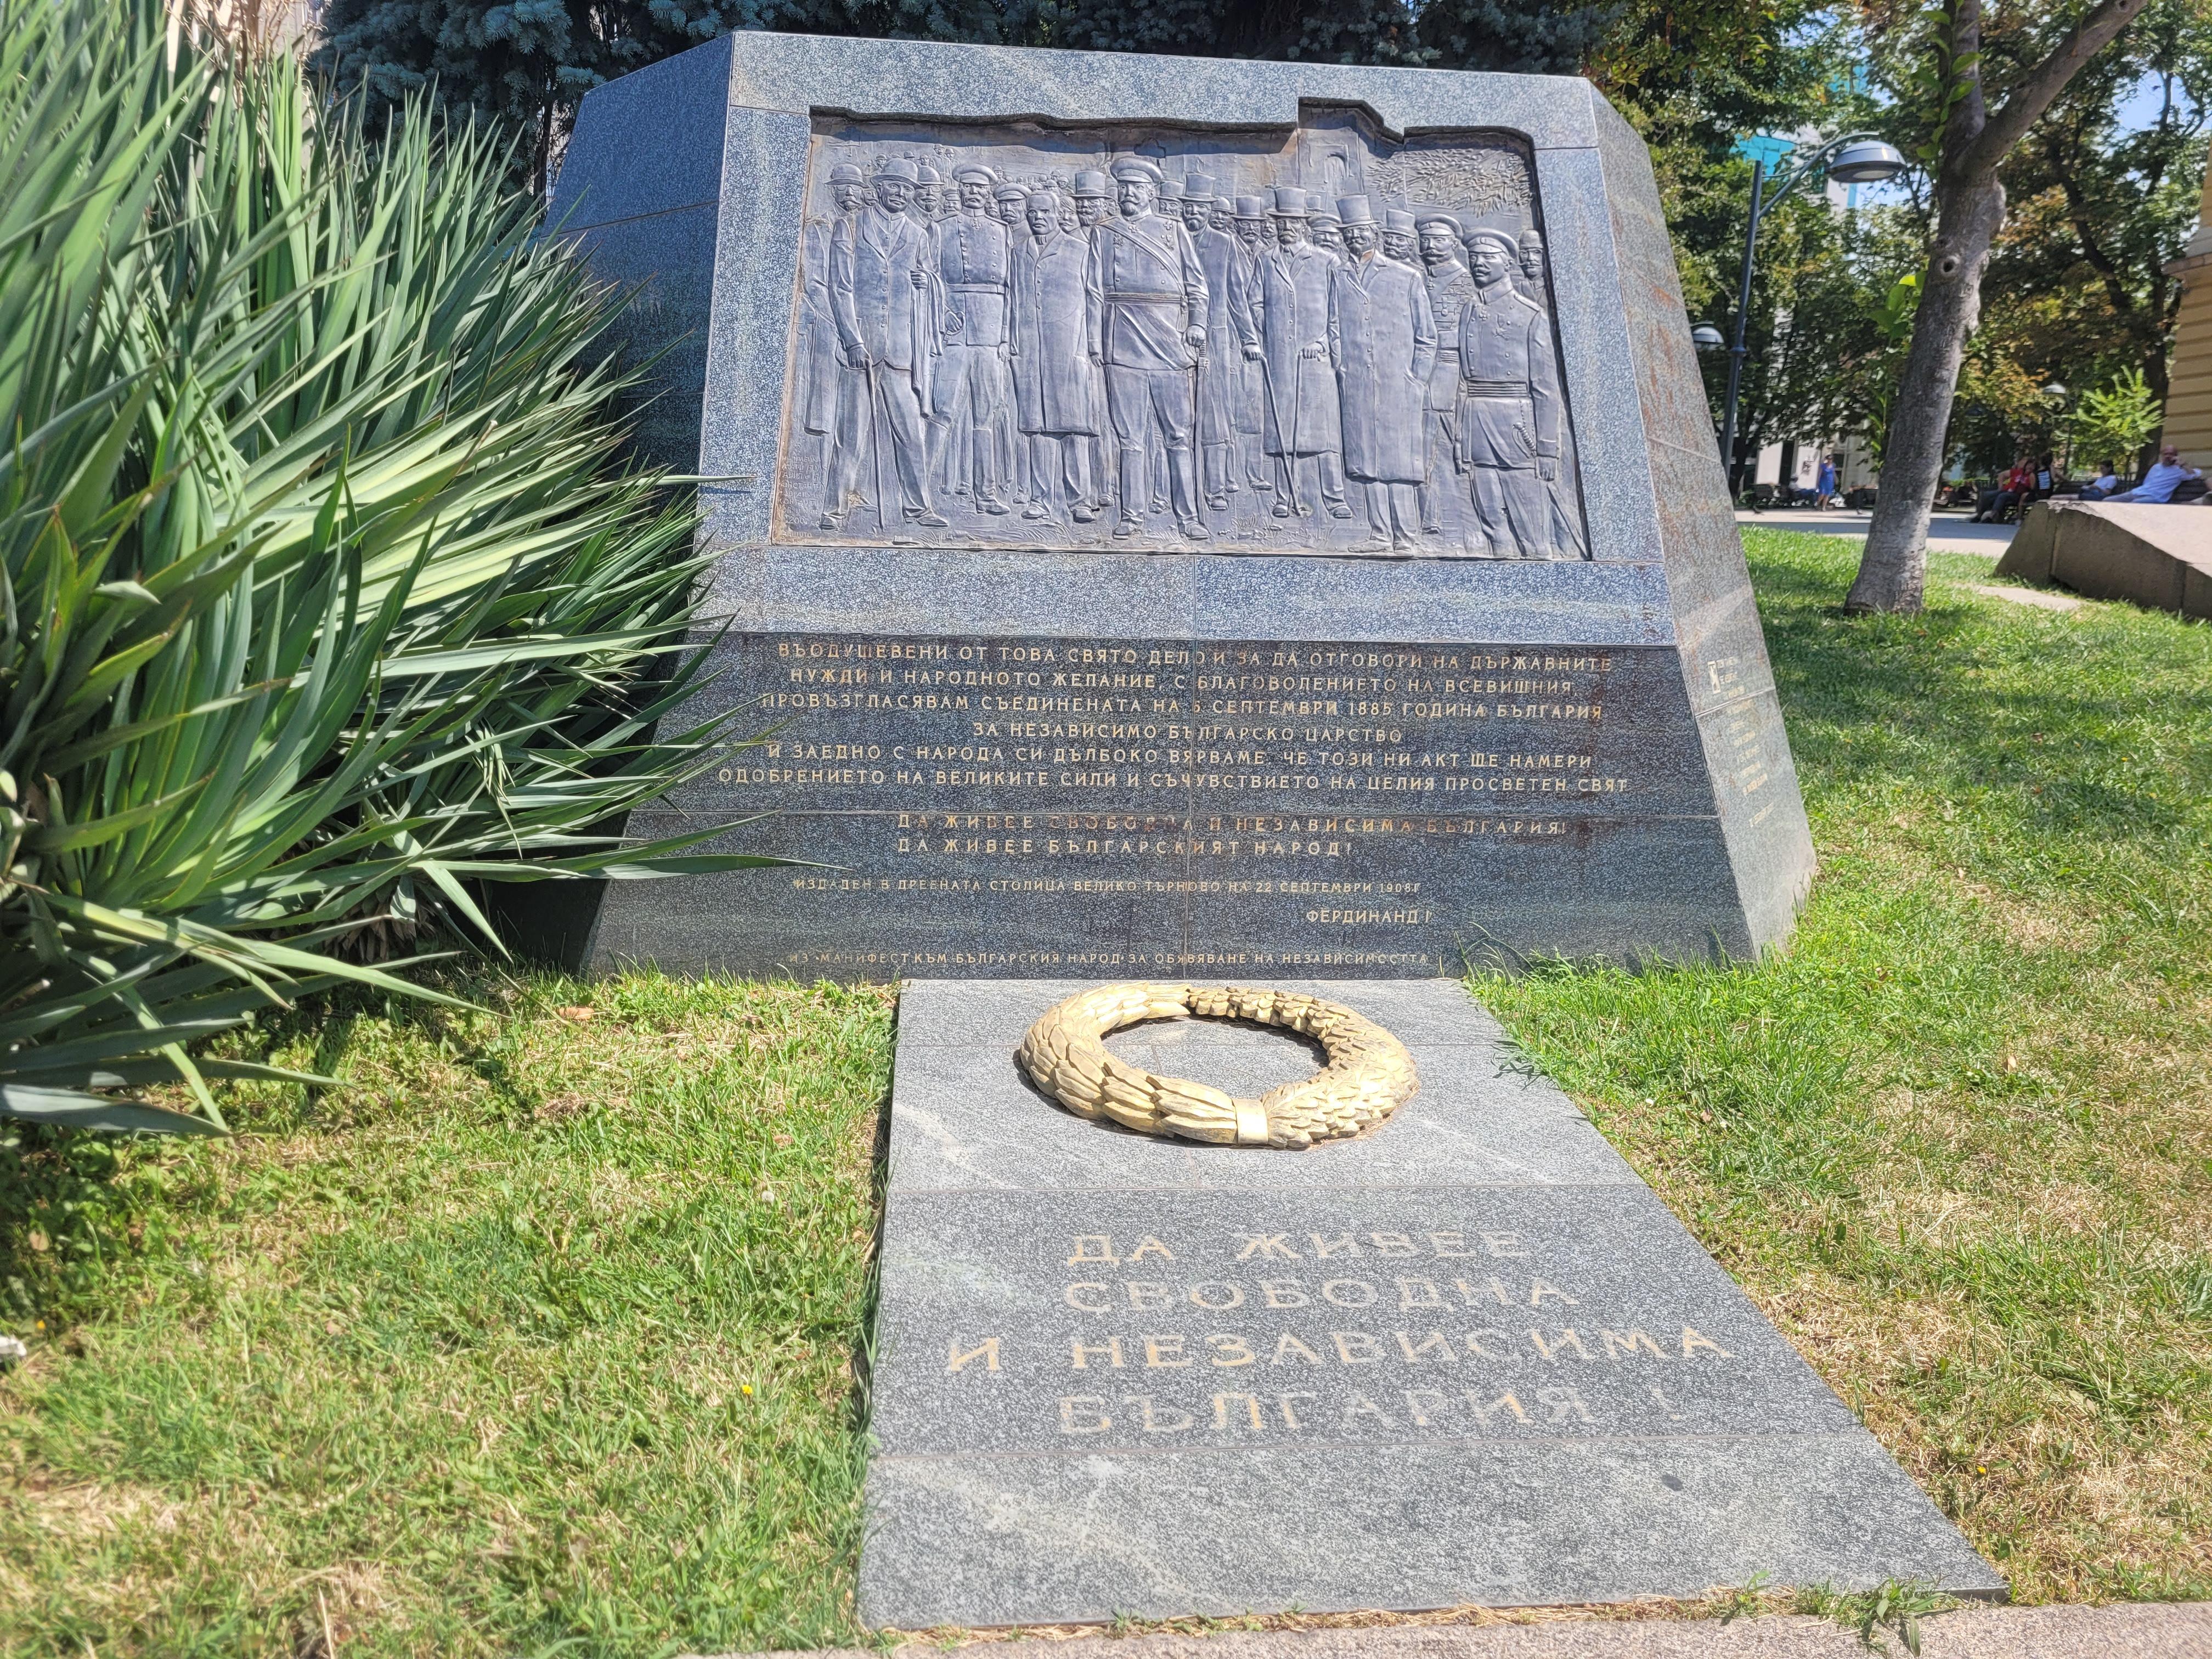 ВЪОДУШЕВЕНИ ОТ ТОВА СВЯТО ДЕЛО И ЗА ДА ОТГОВОРИ НА ДЪРЖАВНИТЕ
НУЖДИ И НАРОДНОТО ЖЕЛАНИЕ, С БЛАГОВОЛЕНИЕТО НА ВСЕВИШНИЯ,
ПРОВЪЗГЛАСЯВАМ СЪЕДИНЕНАТА НА 6 СЕПТЕМВРИ 1885 ГОДИНА БЪЛГАРИЯ
ЗА НЕЗАВИСИМО БЪЛГАРСКО ЦАРСТВО
И ЗАЕДНО С НАРОДА СИ ДЪЛБОКО ВЯРВАМЕ, ЧЕ ТОЗИ НИ АКТ ЩЕ НАМЕРИ
ОДОБРЕНИЕТО НА ВЕЛИКИТЕ СИЛИ И СЪЧУВСТВИЕТО НА ЦЕЛИЯ ПРОСВЕТЕН СВЯТ.
ДА ЖИВЕЕ СВОБОДНА И НЕЗАВИСИМА БЪЛГАРИЯ!
ДА ЖИВЕЕ БЪЛГАРСКИЯТ НАРОД!
ИЗДАДЕН В ДРЕВНАТА СТОЛИЦА ВЕЛИКО ТЪРНОВО НА 22 СЕПТЕМВРИ 1908Г
ФЕРДИНАНД I
ИЗ "МАНИФЕСТ КЪМ БЪЛГАРСКИЯ НАРОД" ЗА ОБЯВЯВАНЕ НА НЕЗАВИСИМОСТТА
ДА ЖИВЕЕ
СВОБОДНА
И НЕЗАВИСИМА
БЪЛГАРИЯ !